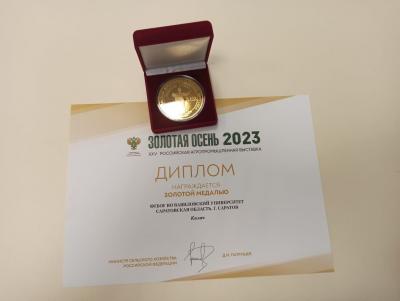 ЗОЛОТАЯ ОСЕНЬ 2023
XXV РОССИЙСКАЯ АГРОПРОМЫШЛЕННАЯ ВЫСТАВКА
ДИПЛОМ
НАГРАЖДАЕТСЯ
ЗОЛОТОЙ МЕДАЛЬЮ
ФГБОУ ВО ВАВИЛОВСКИЙ УНИВЕРСИТЕТ
САРАТОВСКАЯ ОБЛАСТЬ, Г. САРАТОВ
МИНИСТР СЕЛЬСКОГО ХОЗЯЙСТВА
РОССИЙСКОЙ ФЕДЕРАЦИИ
Д.Н. ПАТРУШЕВ